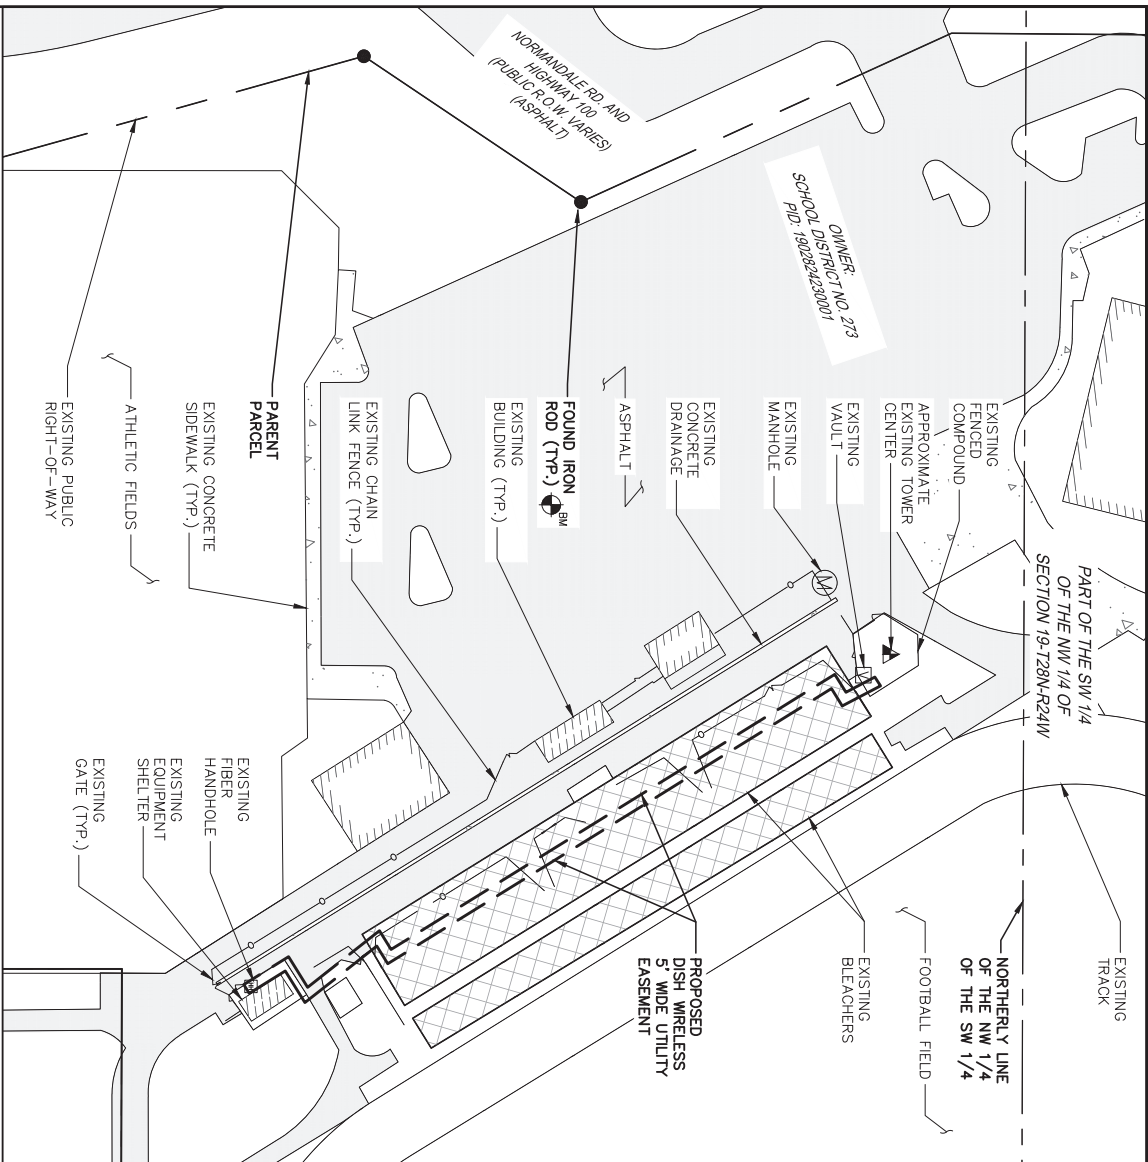 NORMANDALE RD. AND
HIGHWAY 100
(PUBLIC R.O.W. VARIES)
(ASPHALT)
OWNER:
SCHOOL DISTRICT NO. 273
PID: 1902824230001
PART OF THE SW 1/4
OF THE NW 1/4 OF
SECTION 19-T28N-R24W
EXISTING
TRACK
NORTHERLY LINE
OF THE NW 1/4
OF THE SW 1/4
FOOTBALL FIELD
EXISTING
BLEACHERS
PROPOSED
DISH WIRELESS
5' WIDE UTILITY
EASEMENT
EXISTING
FENCED
COMPOUND
APPROXIMATE
EXISTING TOWER
CENTER
EXISTING
VAULT
EXISTING
MANHOLE
M
EXISTING
CONCRETE
DRAINAGE
ASPHALT
FOUND IRON
ROD (TYP.)
BM
EXISTING
BUILDING (TYP.)
EXISTING CHAIN
LINK FENCE (TYP.)
PARENT
PARCEL
EXISTING CONCRETE
SIDEWALK (TYP.)
ATHLETIC FIELDS
EXISTING PUBLIC
RIGHT-OF-WAY
EXISTING
FIBER
HANDHOLE
EXISTING
EQUIPMENT
SHELTER
EXISTING
GATE (TYP.)